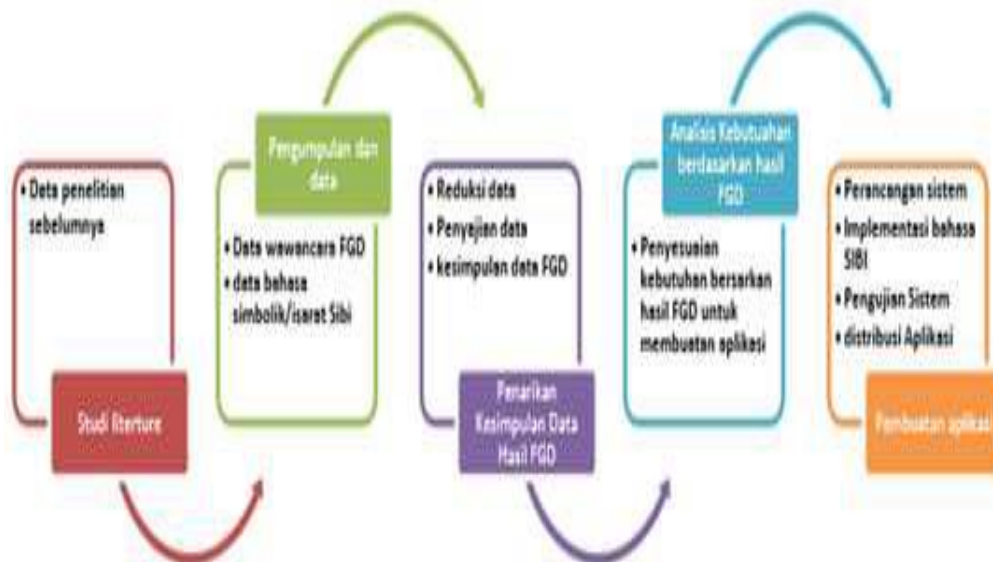 • Data penelitian
sebelumnya
Studi literture
Pengumpulan dan
data
• Data wawancara FGD
• data bahasa
simbolik/isarat Sibi
• Reduksi data
• Penyajian data
• kesimpulan data FGD
Penarikan
Kesimpulan Data
Hasil FGD
Analisis Kebutuahan
berdasarkan hasil
FGD
• Penyesuaian
kebutuhan bersarkan
hasil FGD untuk
membuatan aplikasi
• Perancangan sistem
• Implementasi bahasa
SIBI
• Pengujian Sistem
• distribusi Aplikasi
Pembuatan aplikasi